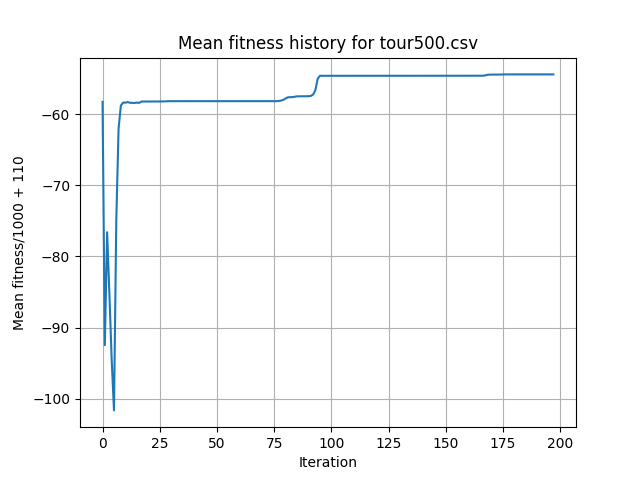 Mean fitness history for tour500.csv
Mean fitness/1000 + 110
−60
−70
−80
−90
−100
0 25 50 75 100 125 150 175 200
Iteration